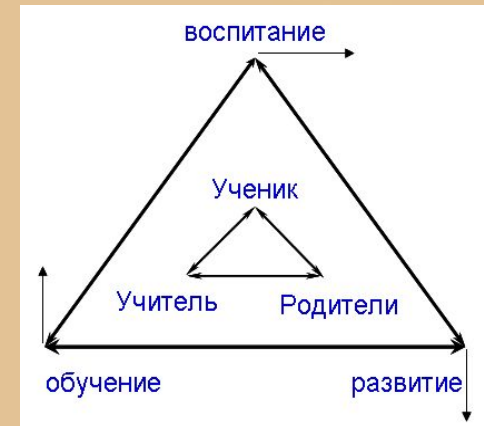 воспитание
Ученик
Учитель Родители
обучение развитие